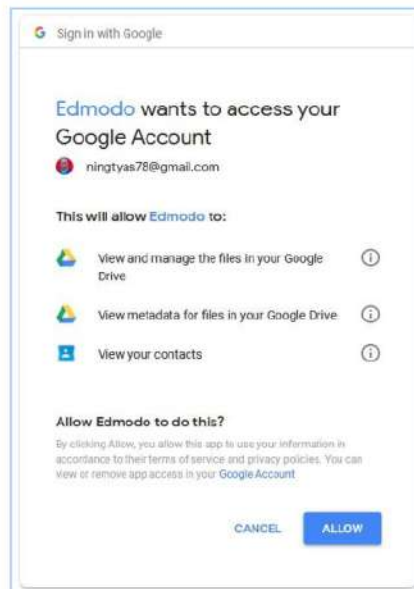 Sign in with Google
Edmodo wants to access your
Google Account
ningtyas78@gmail.com
This will allow Edmodo to:
View and manage the files in your Google
Drive
View metadata for files in your Google Drive
View your contacts
Allow Edmodo to do this?
By clicking Allow, you allow this app to use your information in
accordance to their terms of service and privacy policies. You can
view or remove app access in your Google Account
CANCEL
ALLOW